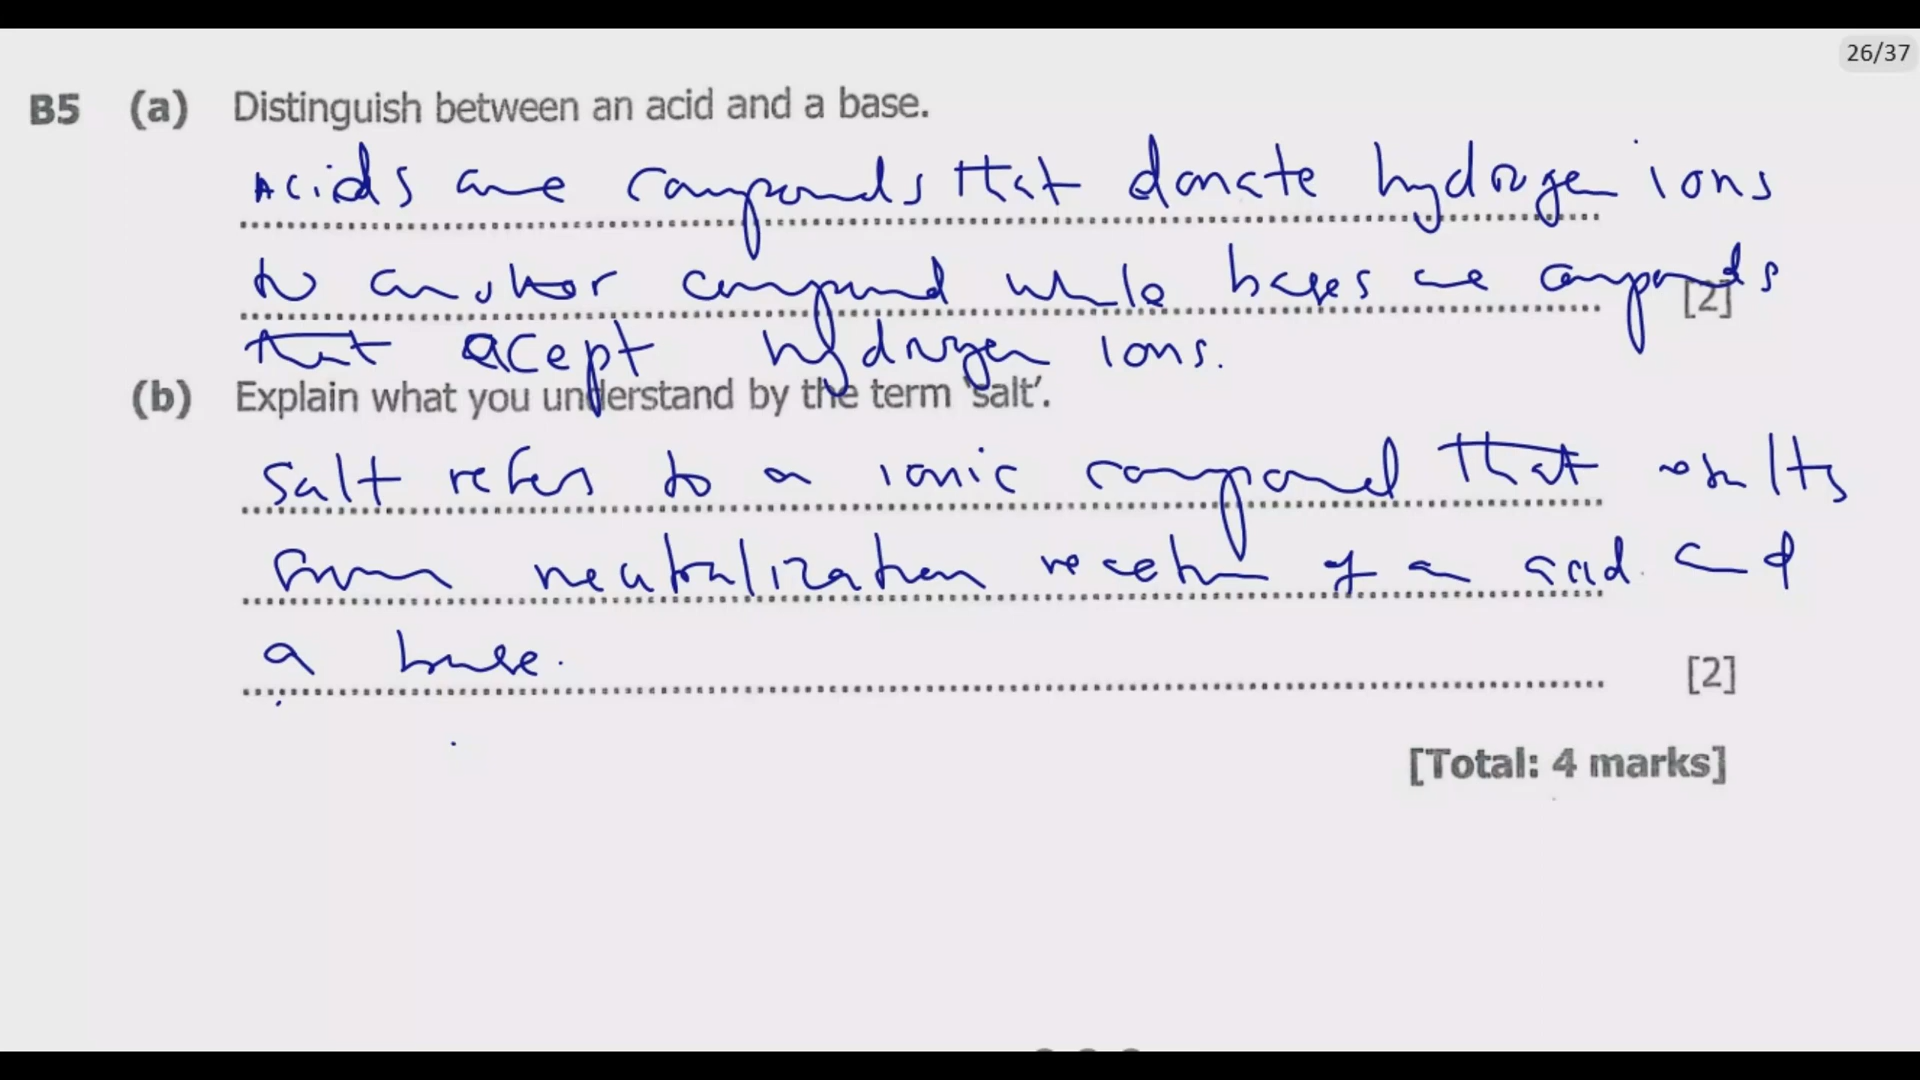 26/37
B5 (a) Distinguish between an acid and a base.
Acids are compounds that donate hydrogen ions
to another compound while bases are compounds [2]
that acept hydrogen ions.
(b) Explain what you understand by the term 'salt'.
Salt refers to a ionic compound that results
from neutralization reaction of an acid and
a base. [2]
[Total: 4 marks]